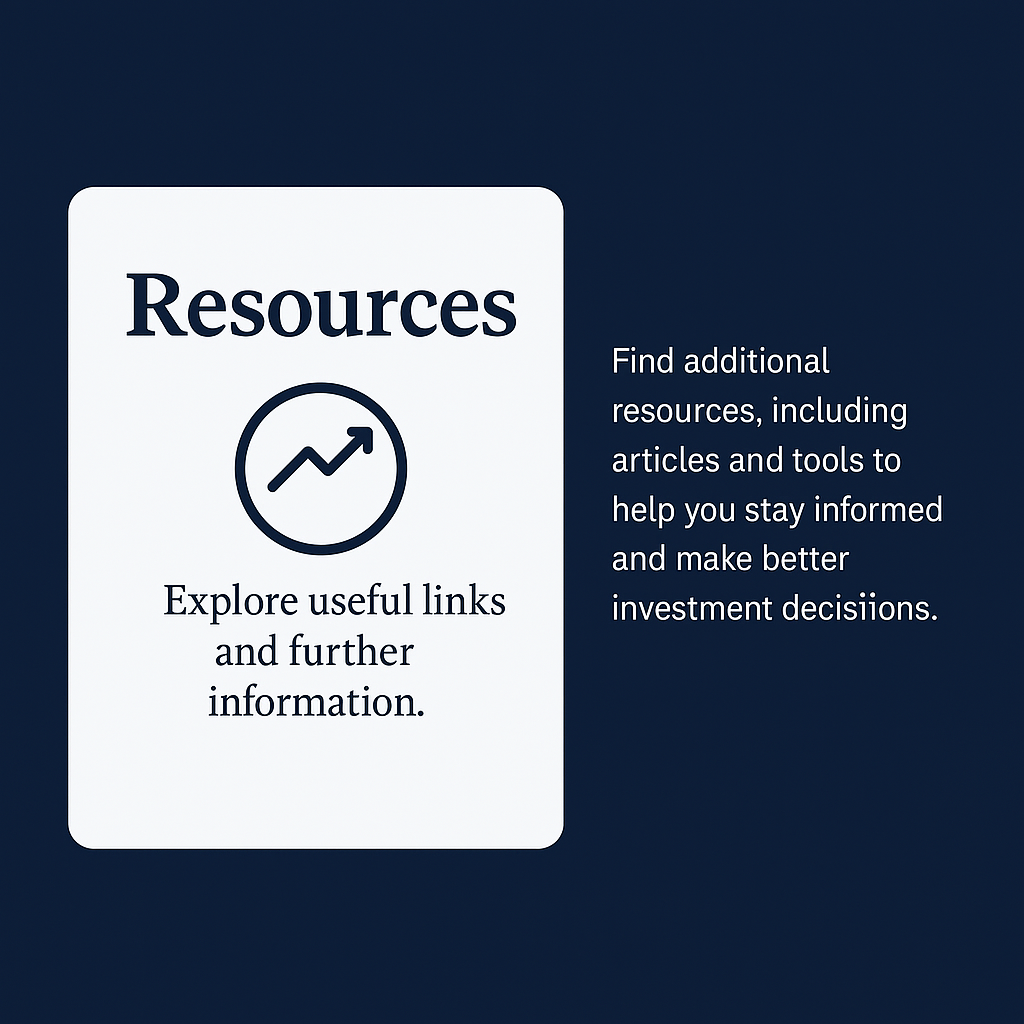 Resources
Explore useful links
and further
information.
Find additional
resources, including
articles and tools to
help you stay informed
and make better
investment decisiions.